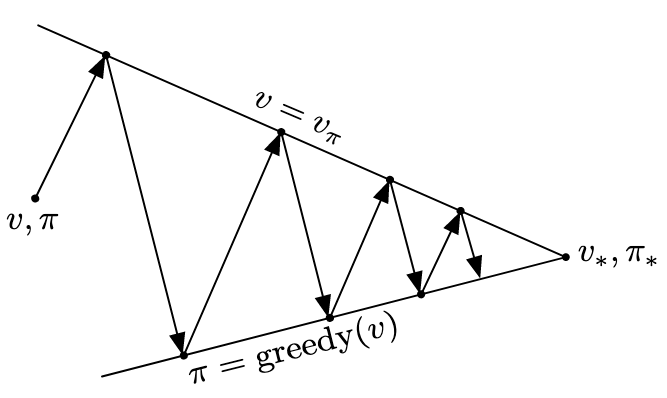 v = v_π
v, π
v_*, π_*
π = greedy(v)